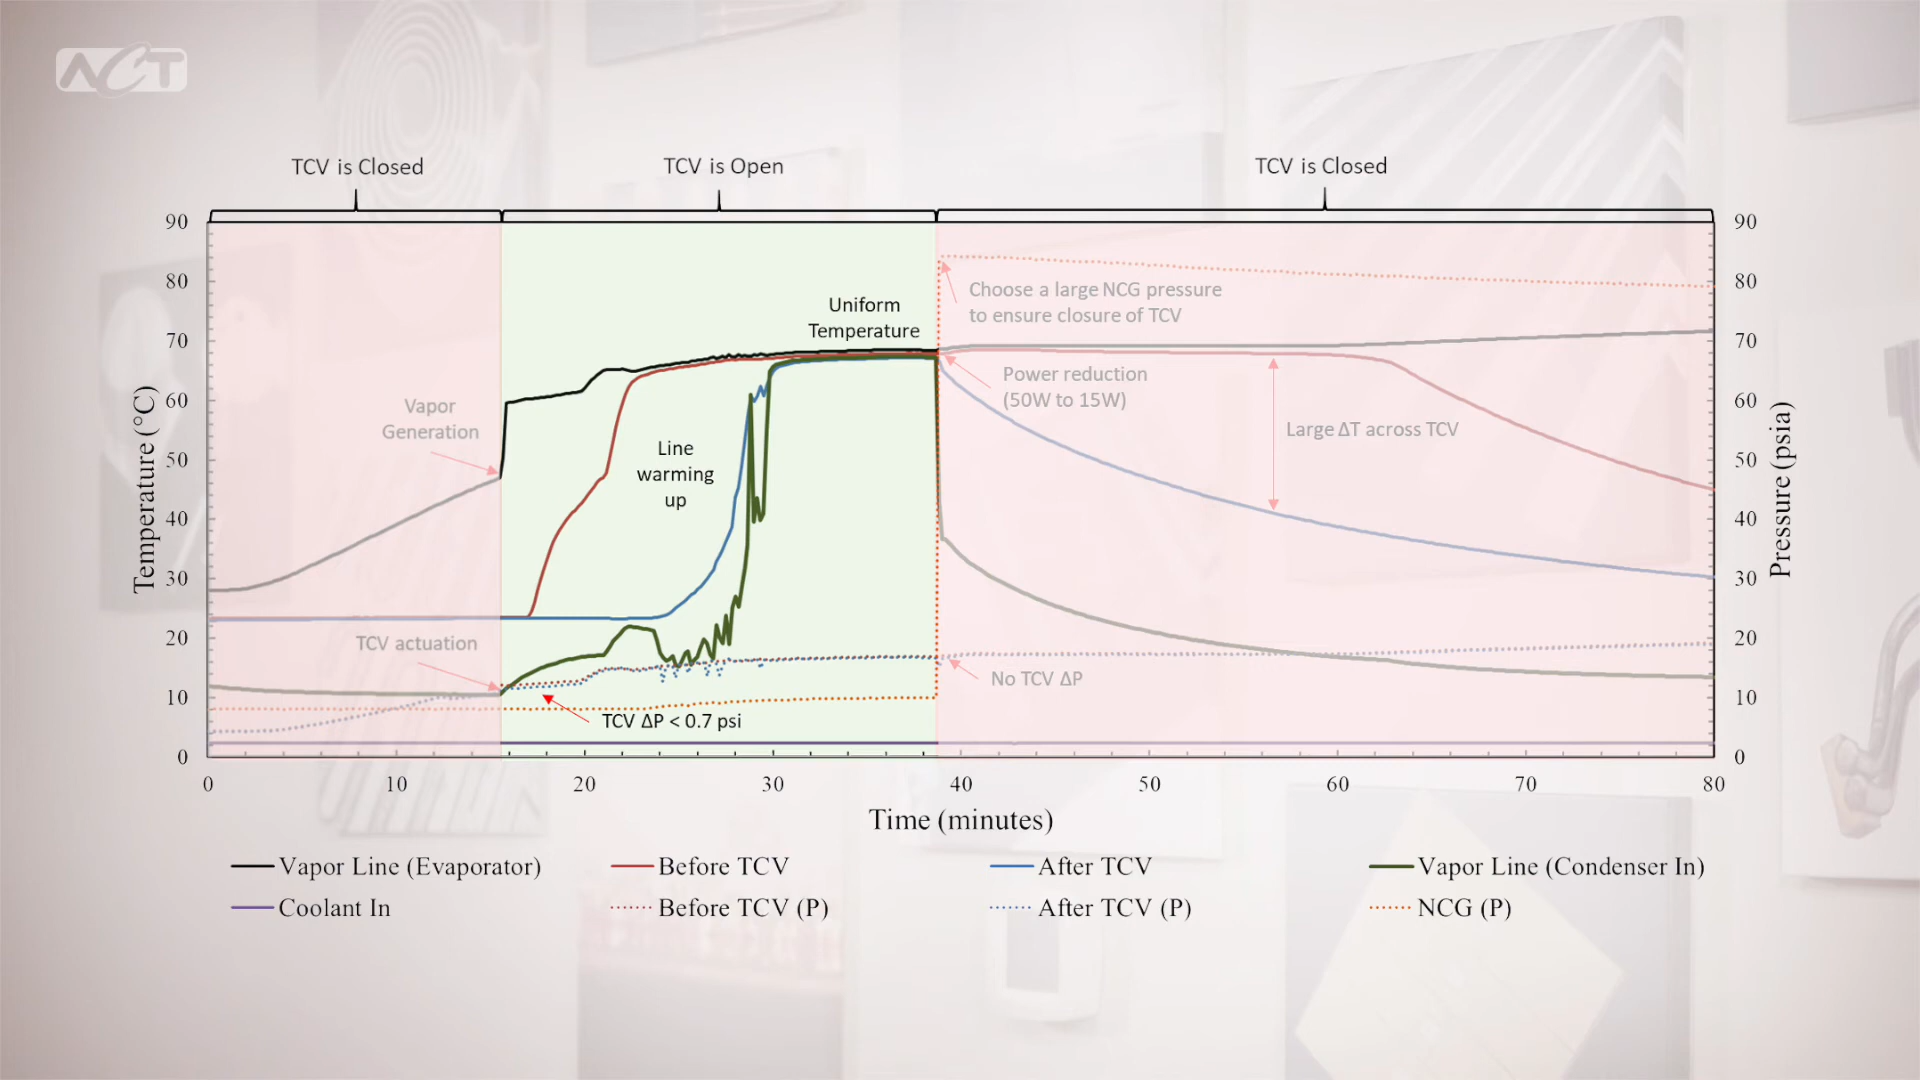 ACT
TCV is Closed
TCV is Open
TCV is Closed
90
80
70
60
50
40
30
20
10
0
Temperature (°C)
Vapor
Generation
TCV actuation
Uniform
Temperature
Line
warming
up
TCV ΔP < 0.7 psi
Choose a large NCG pressure
to ensure closure of TCV
Power reduction
(50W to 15W)
Large ΔT across TCV
No TCV ΔP
90
80
70
60
50
40
30
20
10
0
Pressure (psia)
0 10 20 30 40 50 60 70 80
Time (minutes)
Vapor Line (Evaporator) Before TCV After TCV Vapor Line (Condenser In)
Coolant In Before TCV (P) After TCV (P) NCG (P)